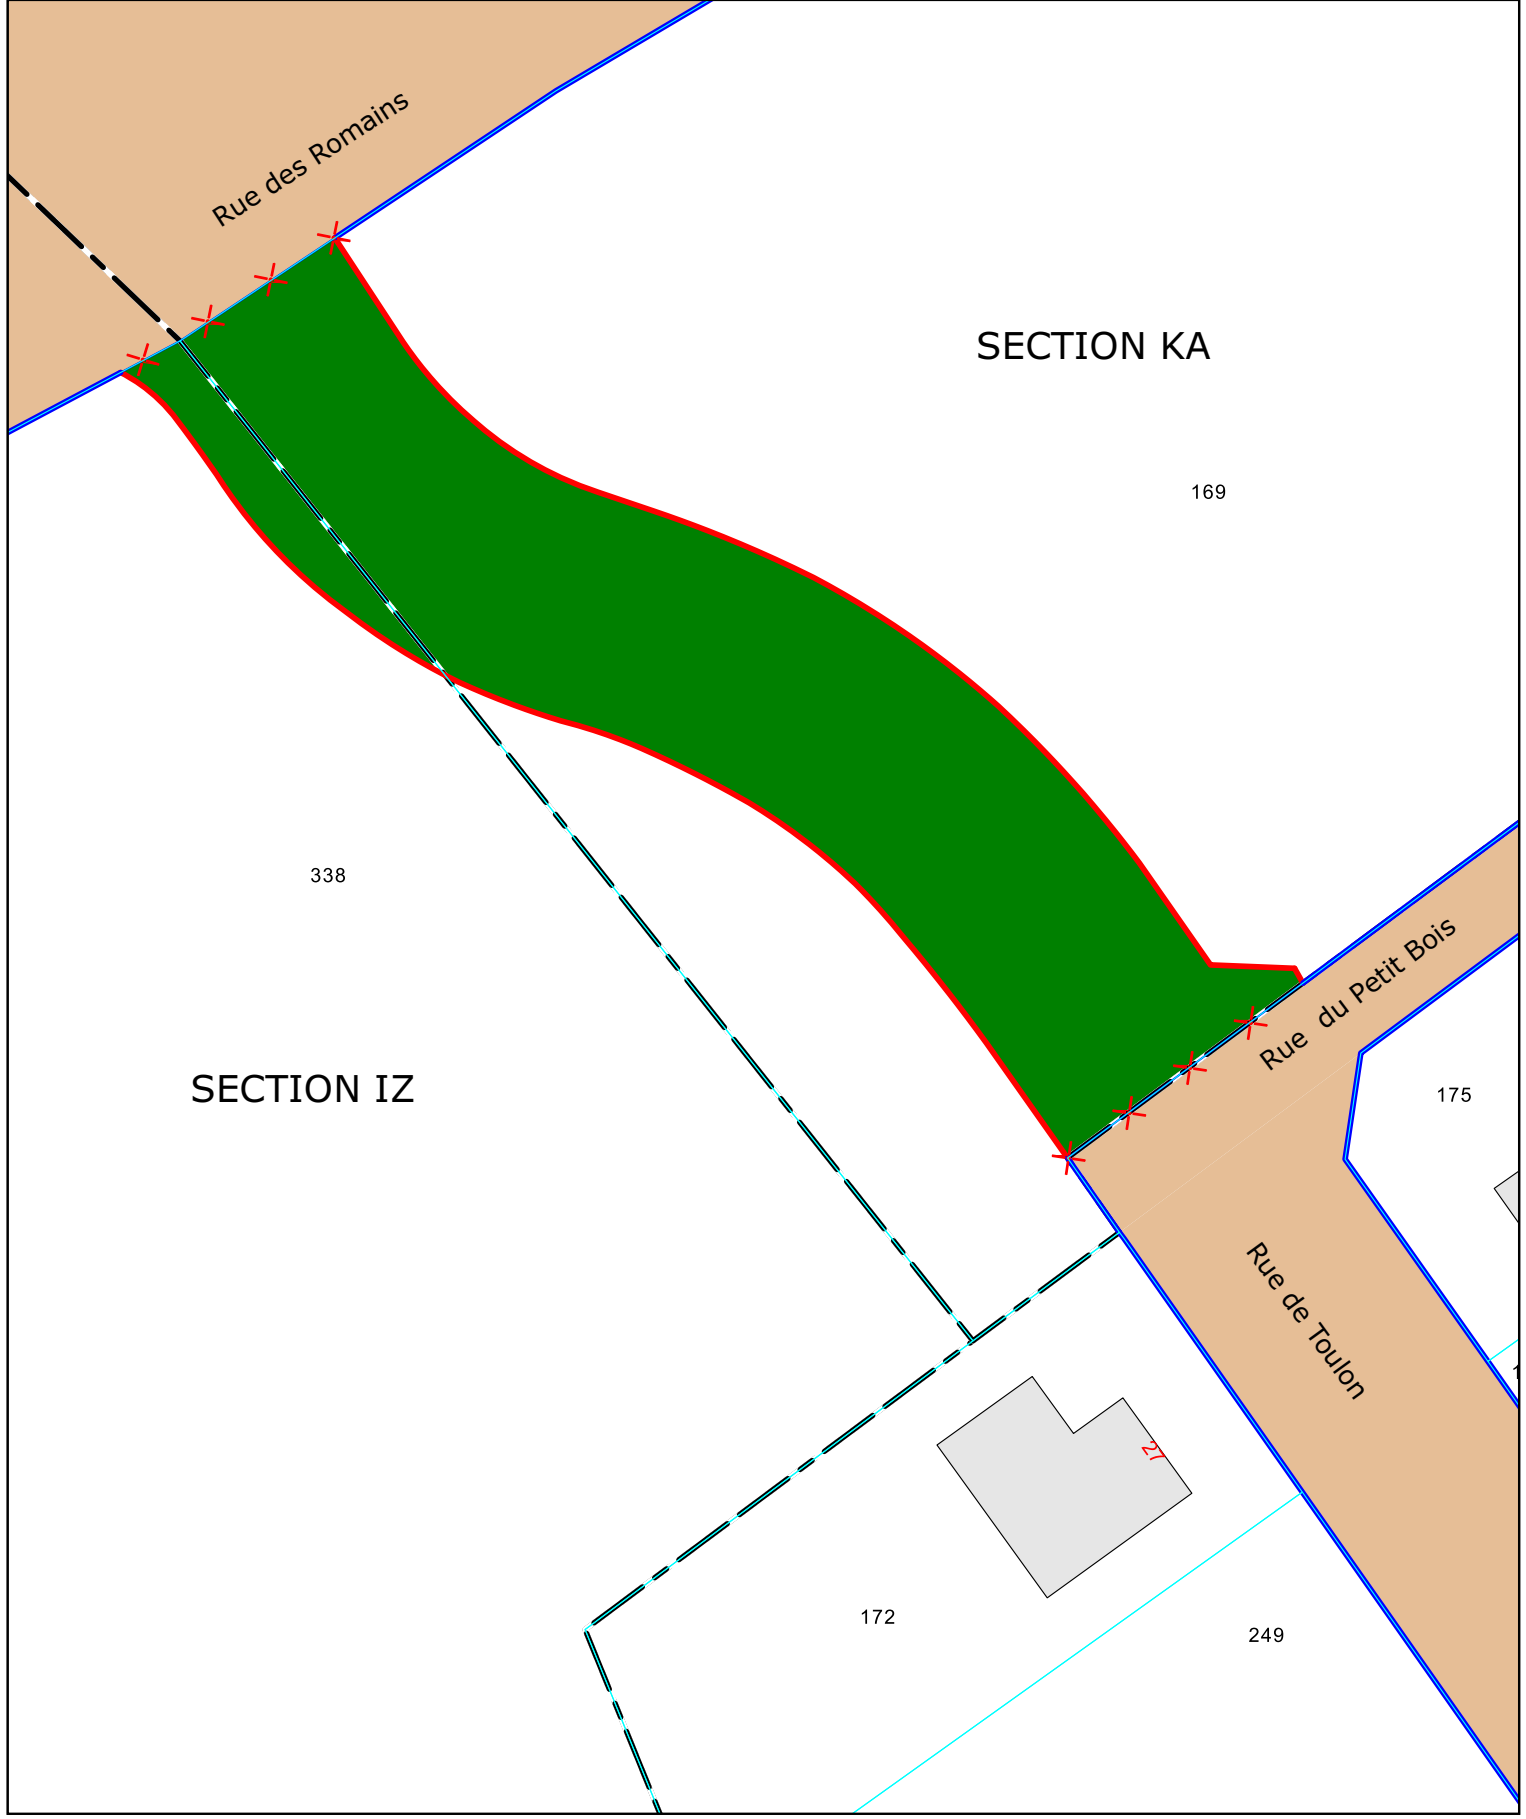 Rue des Romains
SECTION KA
169
338
Rue du Petit Bois
SECTION IZ
175
Rue de Toulon
27
172
249